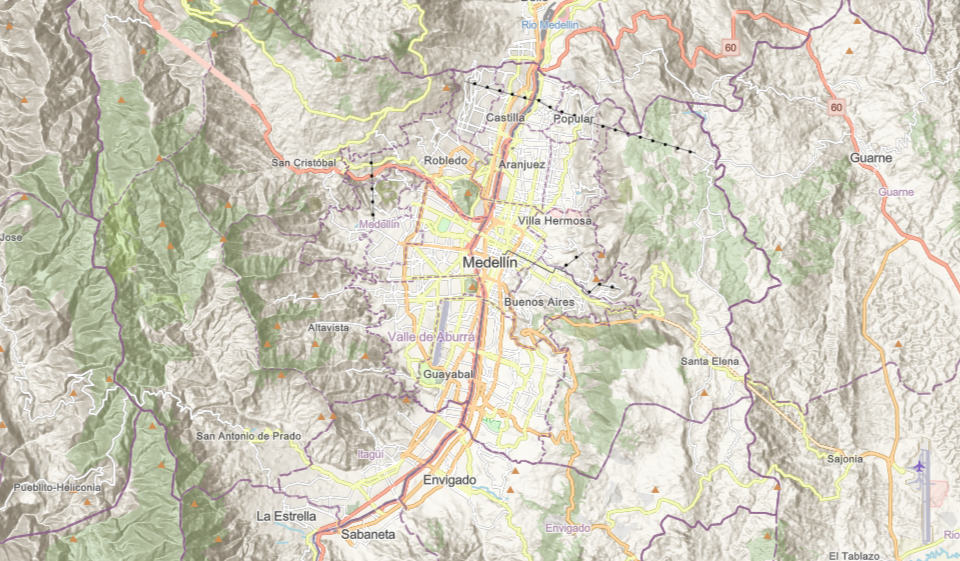 Río Medellín
60
Castilla
Popular
60
San Cristóbal
Robledo
Aranjuez
Guarne
Guarne
Medellín
Villa Hermosa
Jose
Medellín
Buenos Aires
Altavista
Valle de Aburrá
Santa Elena
Guayabal
San Antonio de Prado
Itagüí
Sajonia
Envigado
Pueblito-Heliconia
La Estrella
Envigado
Sabaneta
Rio
El Tablazo